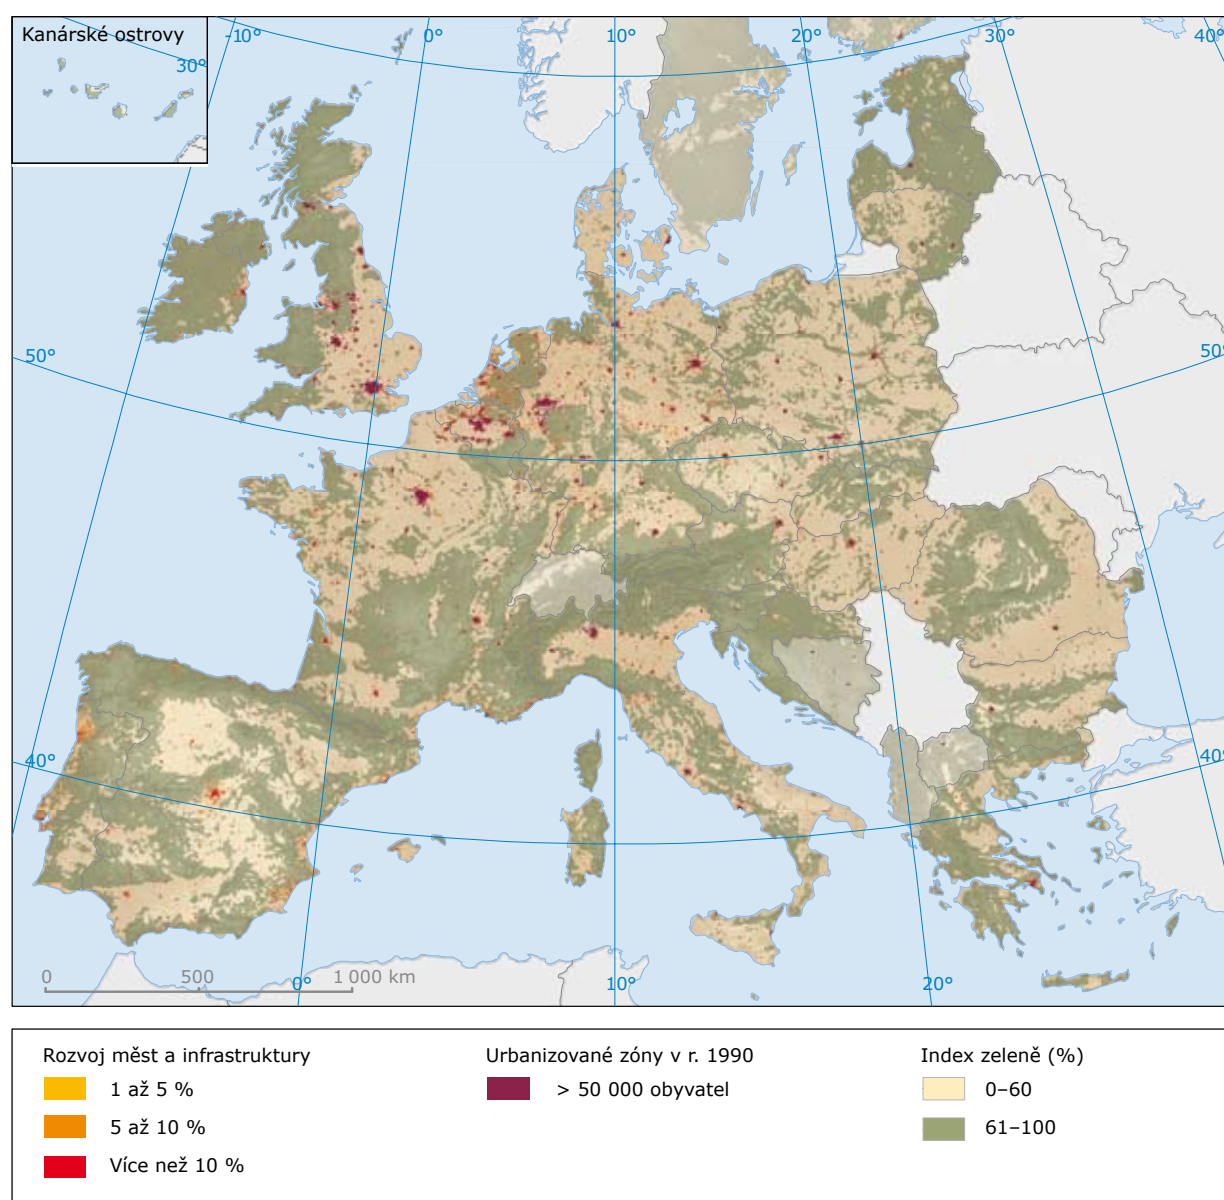 Kanárské ostrovy
-10°
0°
10°
20°
30°
40°
30°
50°
50°
40°
40°
0
500
1 000 km
0°
10°
20°
Rozvoj měst a infrastruktury
Urbanizované zóny v r. 1990
Index zeleně (%)
1 až 5 %
> 50 000 obyvatel
0–60
5 až 10 %
61–100
Více než 10 %